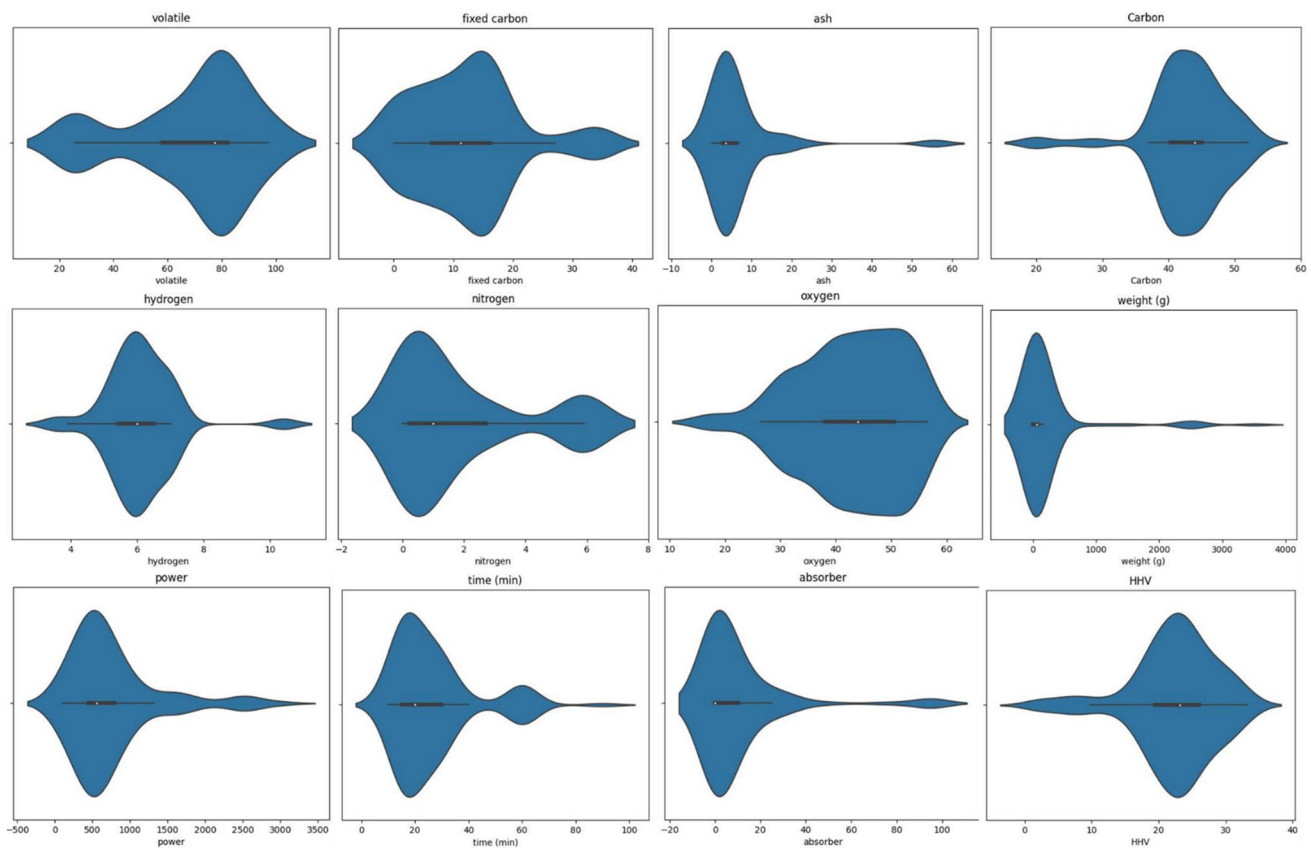 volatile
fixed carbon
ash
Carbon
20 40 60 80 100
0 10 20 30 40
−10 0 10 20 30 40 50 60
20 30 40 50 60
volatile
fixed carbon
ash
Carbon
hydrogen
nitrogen
oxygen
weight (g)
4 6 8 10
−2 0 2 4 6 8
10 20 30 40 50 60
0 1000 2000 3000 4000
hydrogen
nitrogen
oxygen
weight (g)
power
time (min)
absorber
HHV
−500 0 500 1000 1500 2000 2500 3000 3500
0 20 40 60 80 100
−20 0 20 40 60 80 100
0 10 20 30 40
power
time (min)
absorber
HHV